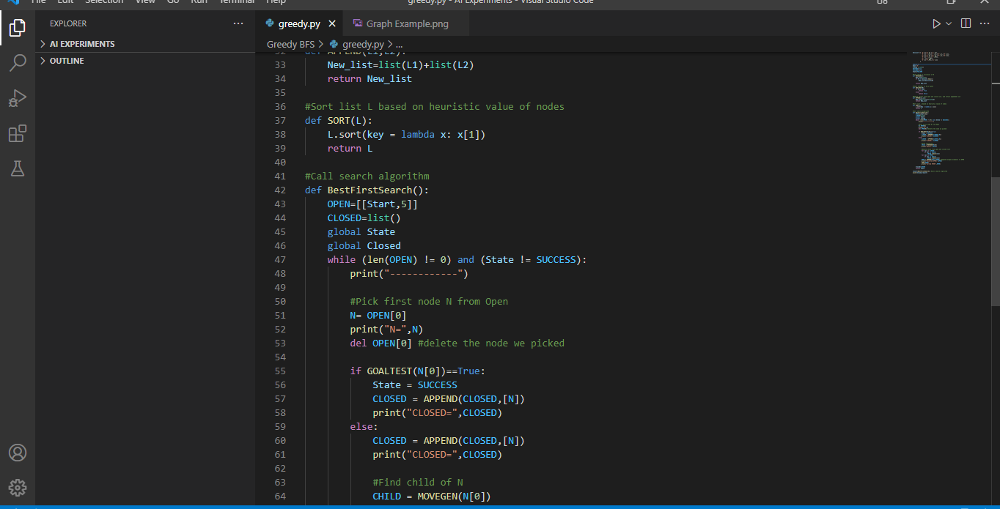 File Edit Selection View Go Run Terminal Help greedy.py - AI Experiments - Visual Studio Code
EXPLORER
AI EXPERIMENTS
OUTLINE
greedy.py Graph Example.png
Greedy BFS > greedy.py > ...
32 def APPEND(L1,L2):
33 New_list=list(L1)+list(L2)
34 return New_list
35
36 #Sort list L based on heuristic value of nodes
37 def SORT(L):
38 L.sort(key = lambda x: x[1])
39 return L
40
41 #Call search algorithm
42 def BestFirstSearch():
43 OPEN=[[Start,5]]
44 CLOSED=list()
45 global State
46 global Closed
47 while (len(OPEN) != 0) and (State != SUCCESS):
48 print("------------")
49
50 #Pick first node N from Open
51 N= OPEN[0]
52 print("N=",N)
53 del OPEN[0] #delete the node we picked
54
55 if GOALTEST(N[0])==True:
56 State = SUCCESS
57 CLOSED = APPEND(CLOSED,[N])
58 print("CLOSED=",CLOSED)
59 else:
60 CLOSED = APPEND(CLOSED,[N])
61 print("CLOSED=",CLOSED)
62
63 #Find child of N
64 CHILD = MOVEGEN(N[0])